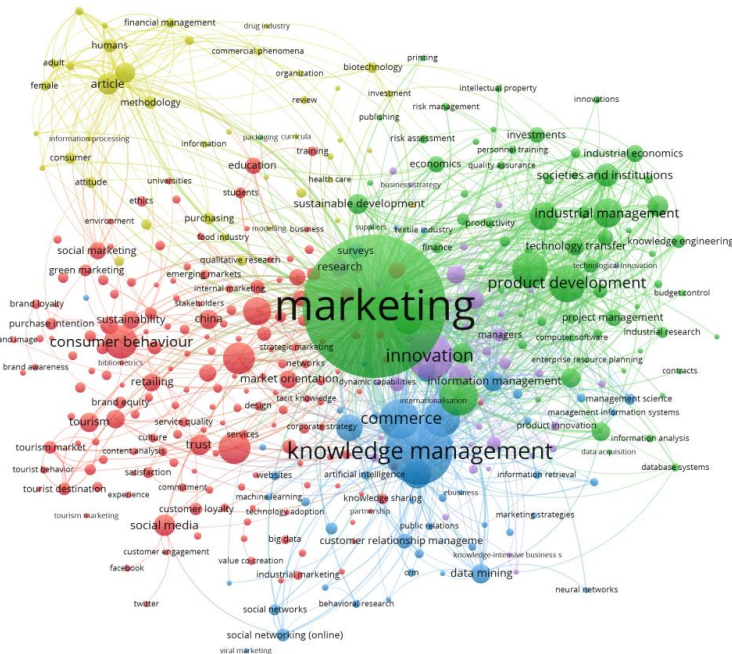 financial management
drug industry
humans
commercial phenomena
printing
adult
biotechnology
organization
female
article
investment
intellectual property
review
methodology
risk management
innovations
publishing
information processing
packaging
curricula
risk assessment
investments
information
personnel training
training
consumer
education
economics
quality assurance
industrial economics
attitude
universities
health care
business strategy
societies and institutions
students
ethics
sustainable development
environment
purchasing
industrial management
modelling
business
suppliers
textile industry
productivity
food industry
social marketing
surveys
finance
technology transfer
knowledge engineering
qualitative research
green marketing
emerging markets
research
technological innovation
internal marketing
product development
budget control
brand loyalty
stakeholders
marketing
purchase intention
sustainability
china
project management
industrial research
consumer behaviour
managers
computer software
strategic marketing
innovation
bibliometrics
networks
enterprise resource planning
brand awareness
contracts
retailing
market orientation
dynamic capabilities
information management
tacit knowledge
brand equity
internationalisation
management science
design
management information systems
tourism
service quality
corporate strategy
commerce
product innovation
culture
services
information analysis
tourism market
content analysis
trust
knowledge management
data acquisition
tourist behavior
satisfaction
websites
artificial intelligence
information retrieval
database systems
tourist destination
experience
commitment
machine learning
knowledge sharing
ebusiness
tourism marketing
customer loyalty
technology adoption
partnership
marketing strategies
social media
public relations
big data
customer relationship manageme
customer engagement
knowledge-intensive business s
facebook
value co-creation
industrial marketing
crm
data mining
neural networks
twitter
social networks
behavioral research
social networking (online)
viral marketing